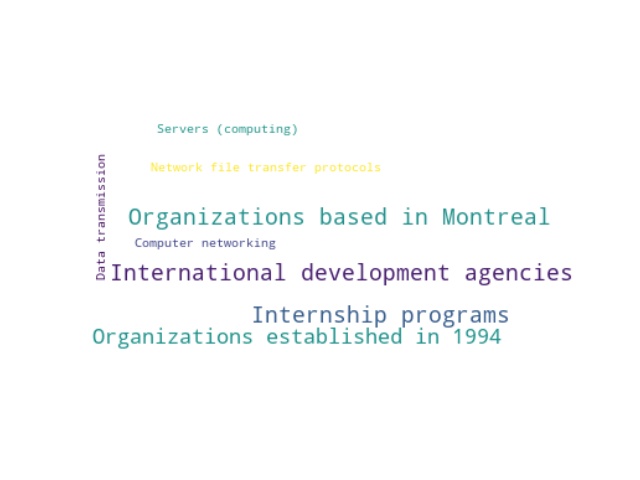 Servers (computing)
Network file transfer protocols
Data transmission
Organizations based in Montreal
Computer networking
International development agencies
Internship programs
Organizations established in 1994